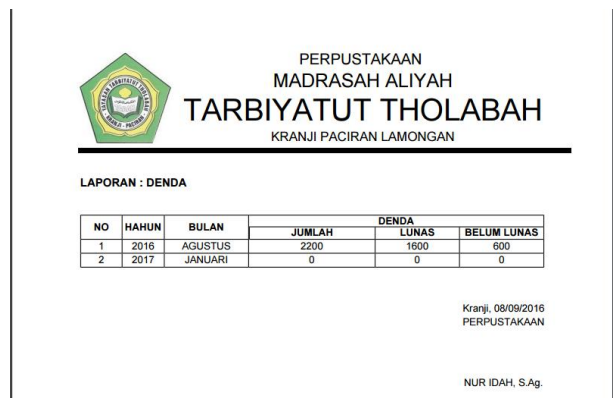 PERPUSTAKAAN
MADRASAH ALIYAH
TARBIYATUT THOLABAH
KRANJI PACIRAN LAMONGAN
LAPORAN : DENDA
NO HAHUN BULAN DENDA
JUMLAH LUNAS BELUM LUNAS
1 2016 AGUSTUS 2200 1600 600
2 2017 JANUARI 0 0 0
Kranji, 08/09/2016
PERPUSTAKAAN
NUR IDAH, S.Ag.